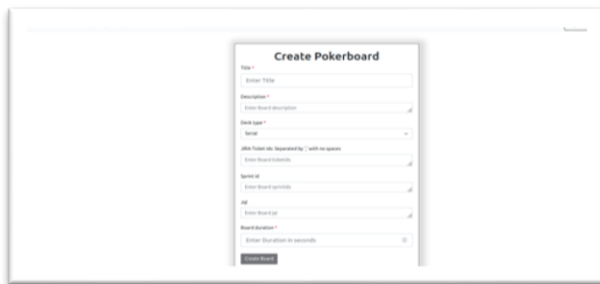 Create Pokerboard
Title *
Enter Title
Description *
Enter Board description
Deck type *
Serial
JIRA Ticket ids: Separated by ',' with no spaces
Enter Board ticketIds
Sprint id
Enter Board sprintIds
Jql
Enter Board jql
Board duration *
Enter Duration in seconds
Create Board